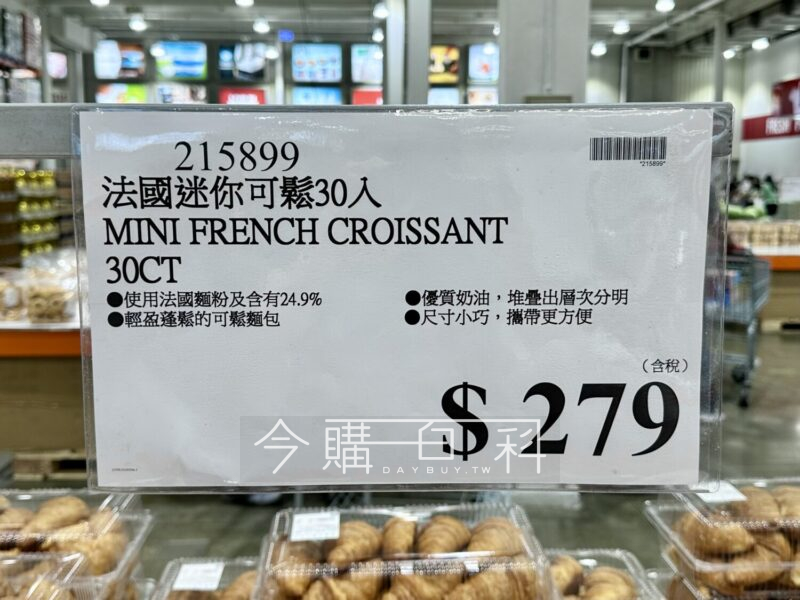 215899
*215899*
法國迷你可鬆30入
MINI FRENCH CROISSANT
30CT
●使用法國麵粉及含有24.9%
●優質奶油，堆疊出層次分明
●輕盈蓬鬆的可鬆麵包
●尺寸小巧，攜帶更方便
（含稅）
$ 279
今購百科
DAYBUY.TW